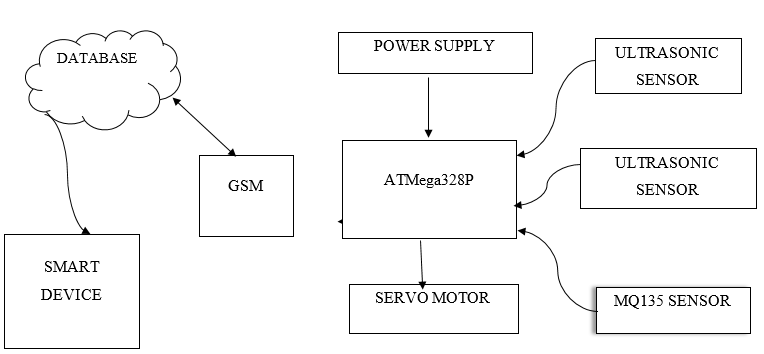 DATABASE
POWER SUPPLY
ULTRASONIC
SENSOR
GSM
ATMega328P
ULTRASONIC
SENSOR
SMART
DEVICE
SERVO MOTOR
MQ135 SENSOR